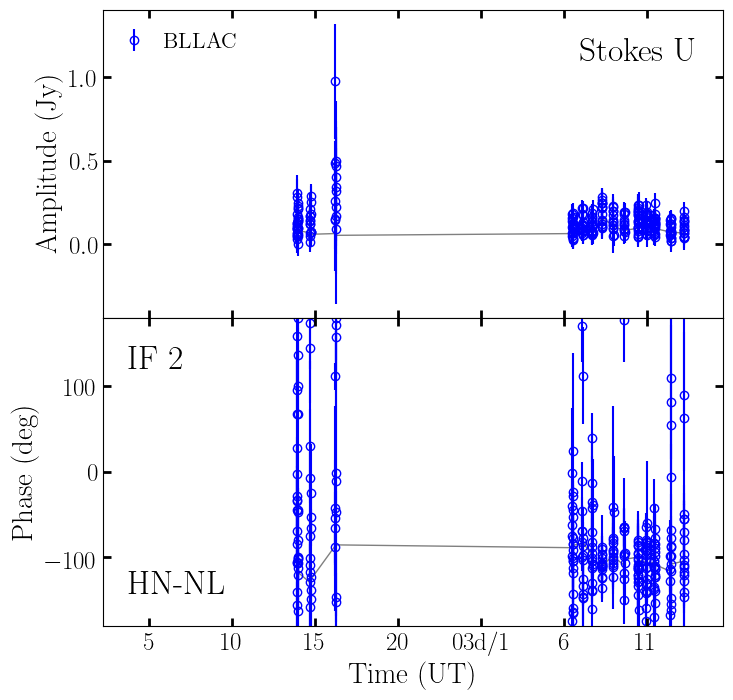 BLLAC
Stokes U
1.0
0.5
0.0
Amplitude (Jy)
IF 2
100
0
−100
Phase (deg)
HN-NL
5 10 15 20 03d/1 6 11
Time (UT)